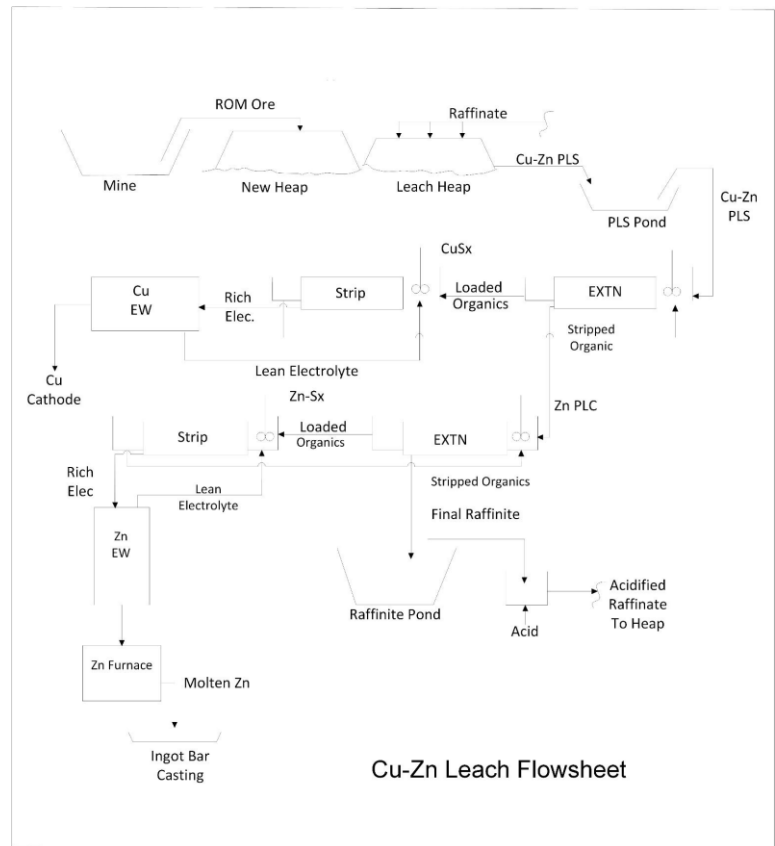 ROM Ore
Raffinate
Cu-Zn PLS
Mine
New Heap
Leach Heap
PLS Pond
Cu-Zn
PLS
CuSx
Cu
EW
Rich
Elec.
Strip
Loaded
Organics
EXTN
Stripped
Organic
Lean Electrolyte
Cu
Cathode
Zn-Sx
Zn PLC
Strip
Loaded
Organics
EXTN
Rich
Elec
Lean
Electrolyte
Stripped Organics
Final Raffinite
Zn
EW
Raffinite Pond
Acid
Acidified
Raffinate
To Heap
Zn Furnace
Molten Zn
Ingot Bar
Casting
Cu-Zn Leach Flowsheet